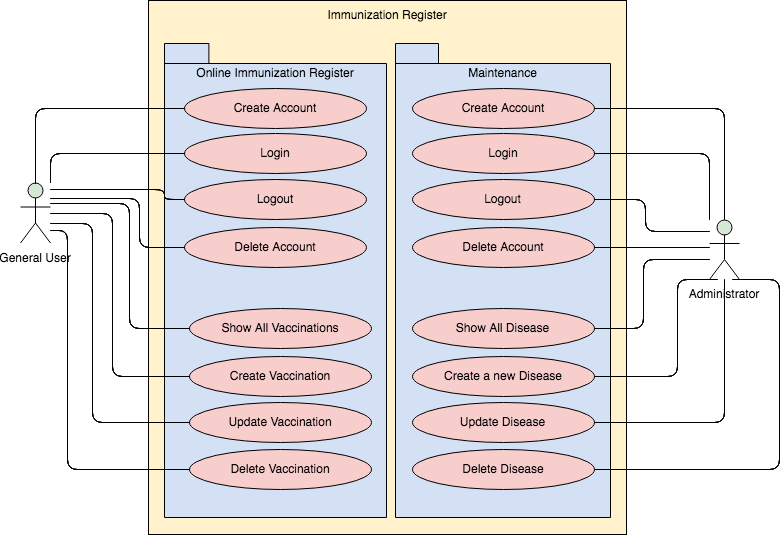 Immunization Register
Online Immunization Register
Create Account
Login
Logout
Delete Account
Show All Vaccinations
Create Vaccination
Update Vaccination
Delete Vaccination
Maintenance
Create Account
Login
Logout
Delete Account
Show All Disease
Create a new Disease
Update Disease
Delete Disease
General User
Administrator